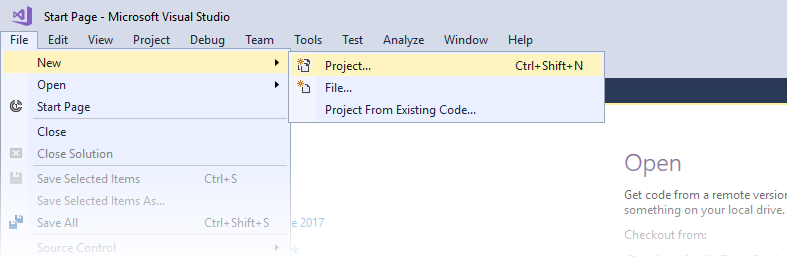 Start Page - Microsoft Visual Studio
File Edit View Project Debug Team Tools Test Analyze Window Help
New
Project... Ctrl+Shift+N
Open
File...
Start Page
Project From Existing Code...
Close
Close Solution
Save Selected Items Ctrl+S
Save Selected Items As...
Save All Ctrl+Shift+S
Source Control
2017
Open
Get code from a remote version
something on your local drive.
Checkout from: